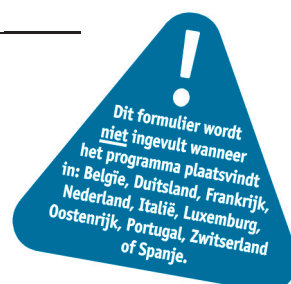 !
Dit formulier wordt
niet ingevult wanneer
het programma plaatsvindt
in: België, Duitsland, Frankrijk,
Nederland, Italië, Luxemburg,
Oostenrijk, Portugal, Zwitserland
of Spanje.